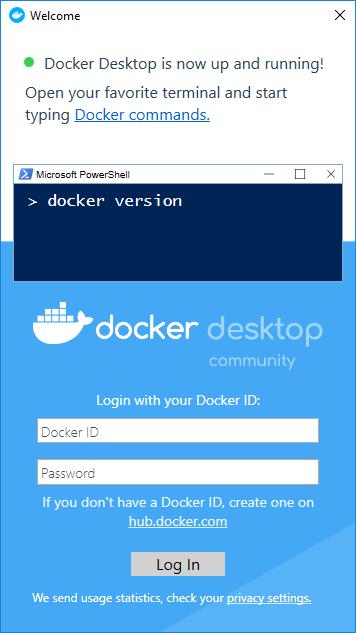 Welcome
Docker Desktop is now up and running!
Open your favorite terminal and start
typing Docker commands.
Microsoft PowerShell
> docker version
docker desktop
community
Login with your Docker ID:
Docker ID
Password
If you don't have a Docker ID, create one on
hub.docker.com
Log In
We send usage statistics, check your privacy settings.